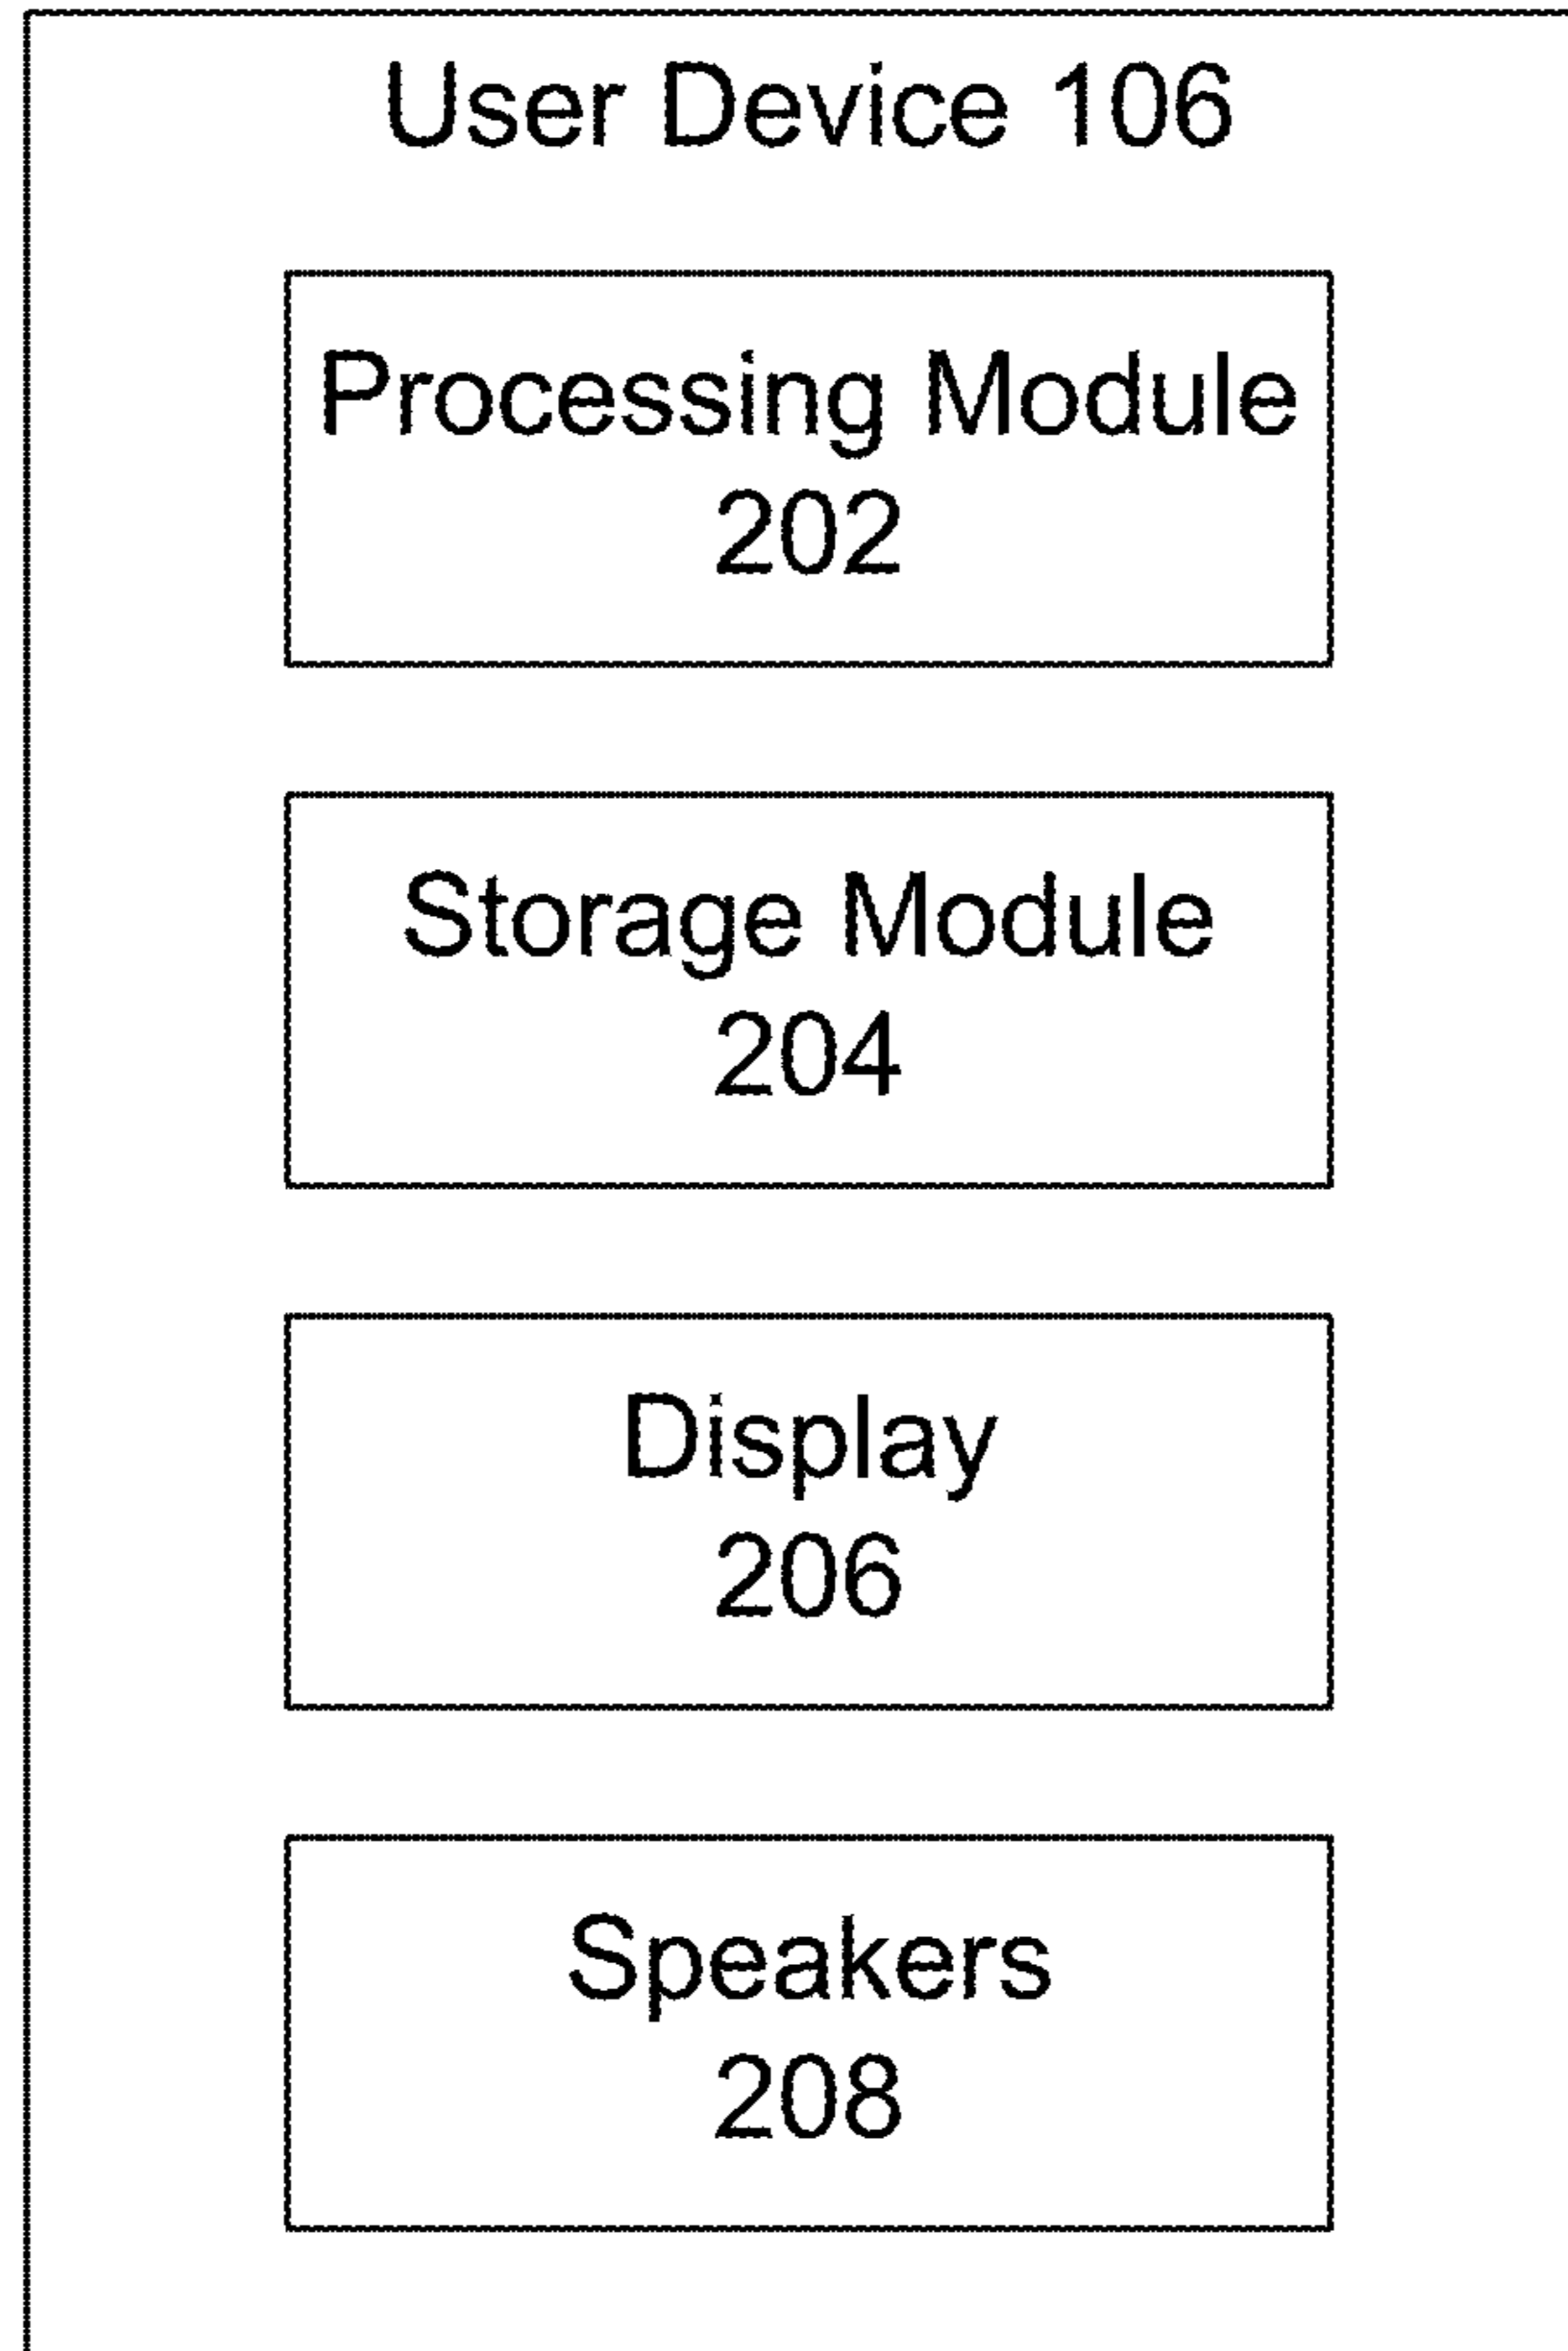 User Device 106
Processing Module
202
Storage Module
204
Display
206
Speakers
208